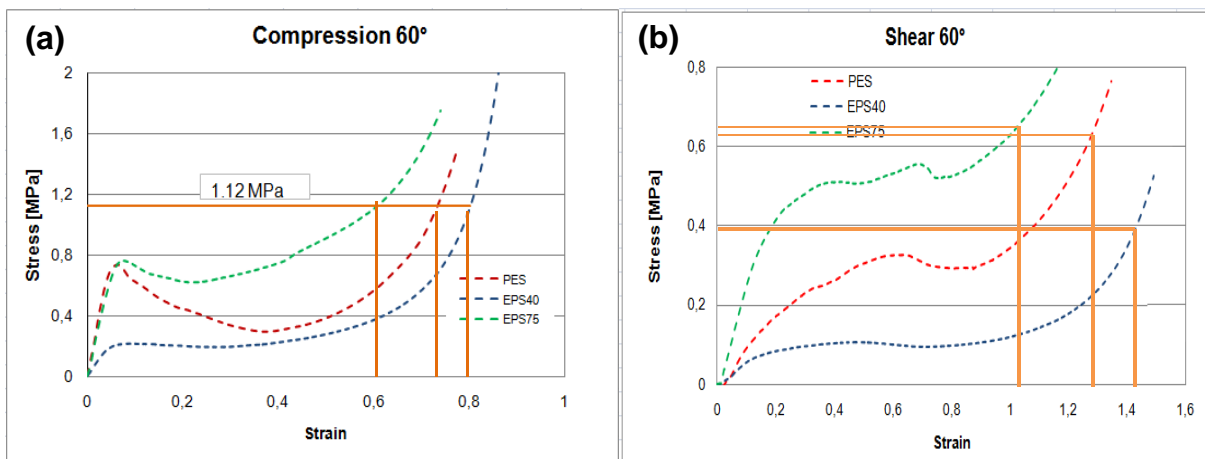 (a)
Compression 60°
2
1,6
1,2
0,8
0,4
0
Stress [MPa]
1.12 MPa
PES
EPS40
EPS75
0
0,2
0,4
0,6
0,8
1
Strain
(b)
Shear 60°
0,8
0,6
0,4
0,2
0
Stress [MPa]
PES
EPS40
EPS75
0
0,2
0,4
0,6
0,8
1
1,2
1,4
1,6
Strain